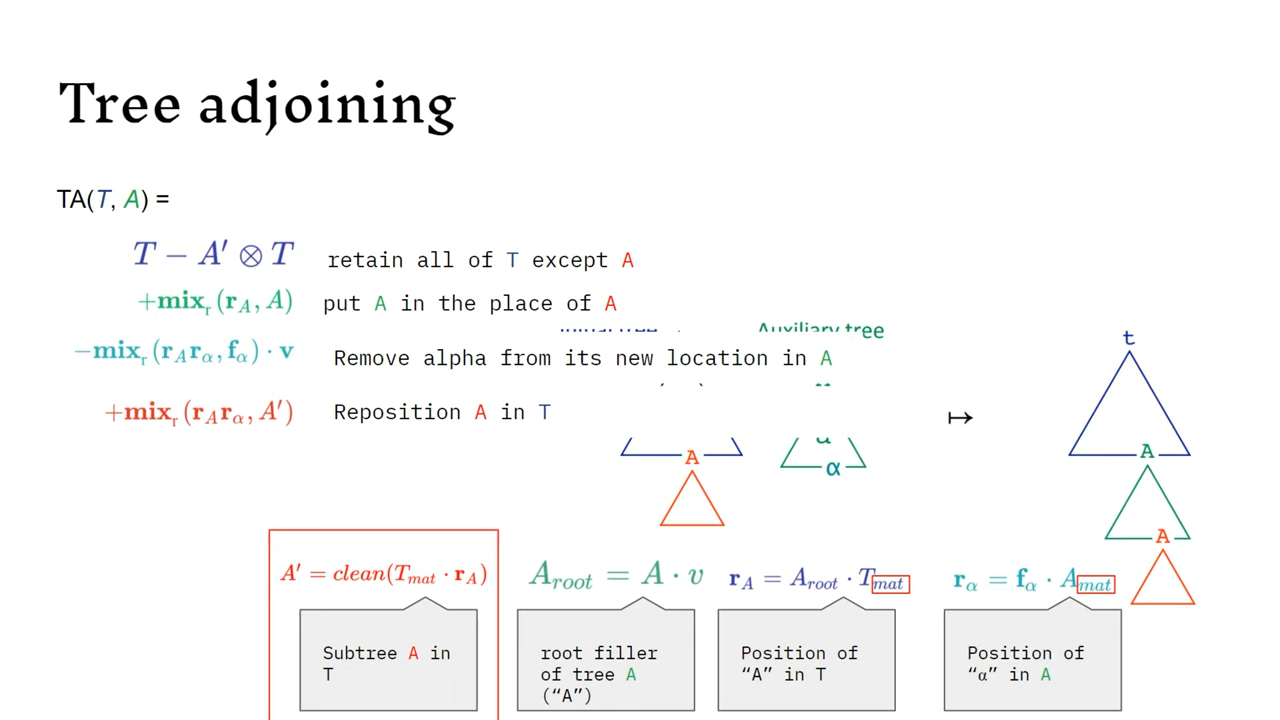 Tree adjoining
TA(T, A) =
T − A′ ⊗ T retain all of T except A
+mixᵣ(r_A, A) put A in the place of A
Auxiliary tree
−mixᵣ(r_A r_α, f_α) · v Remove alpha from its new location in A
+mixᵣ(r_A r_α, A′) Reposition A in T
t
↦
A
α
A
A
A′ = clean(T_mat · r_A)
A_root = A · v
r_A = A_root · T_mat
r_α = f_α · A_mat
Subtree A in
T
root filler
of tree A
(“A”)
Position of
“A” in T
Position of
“α” in A